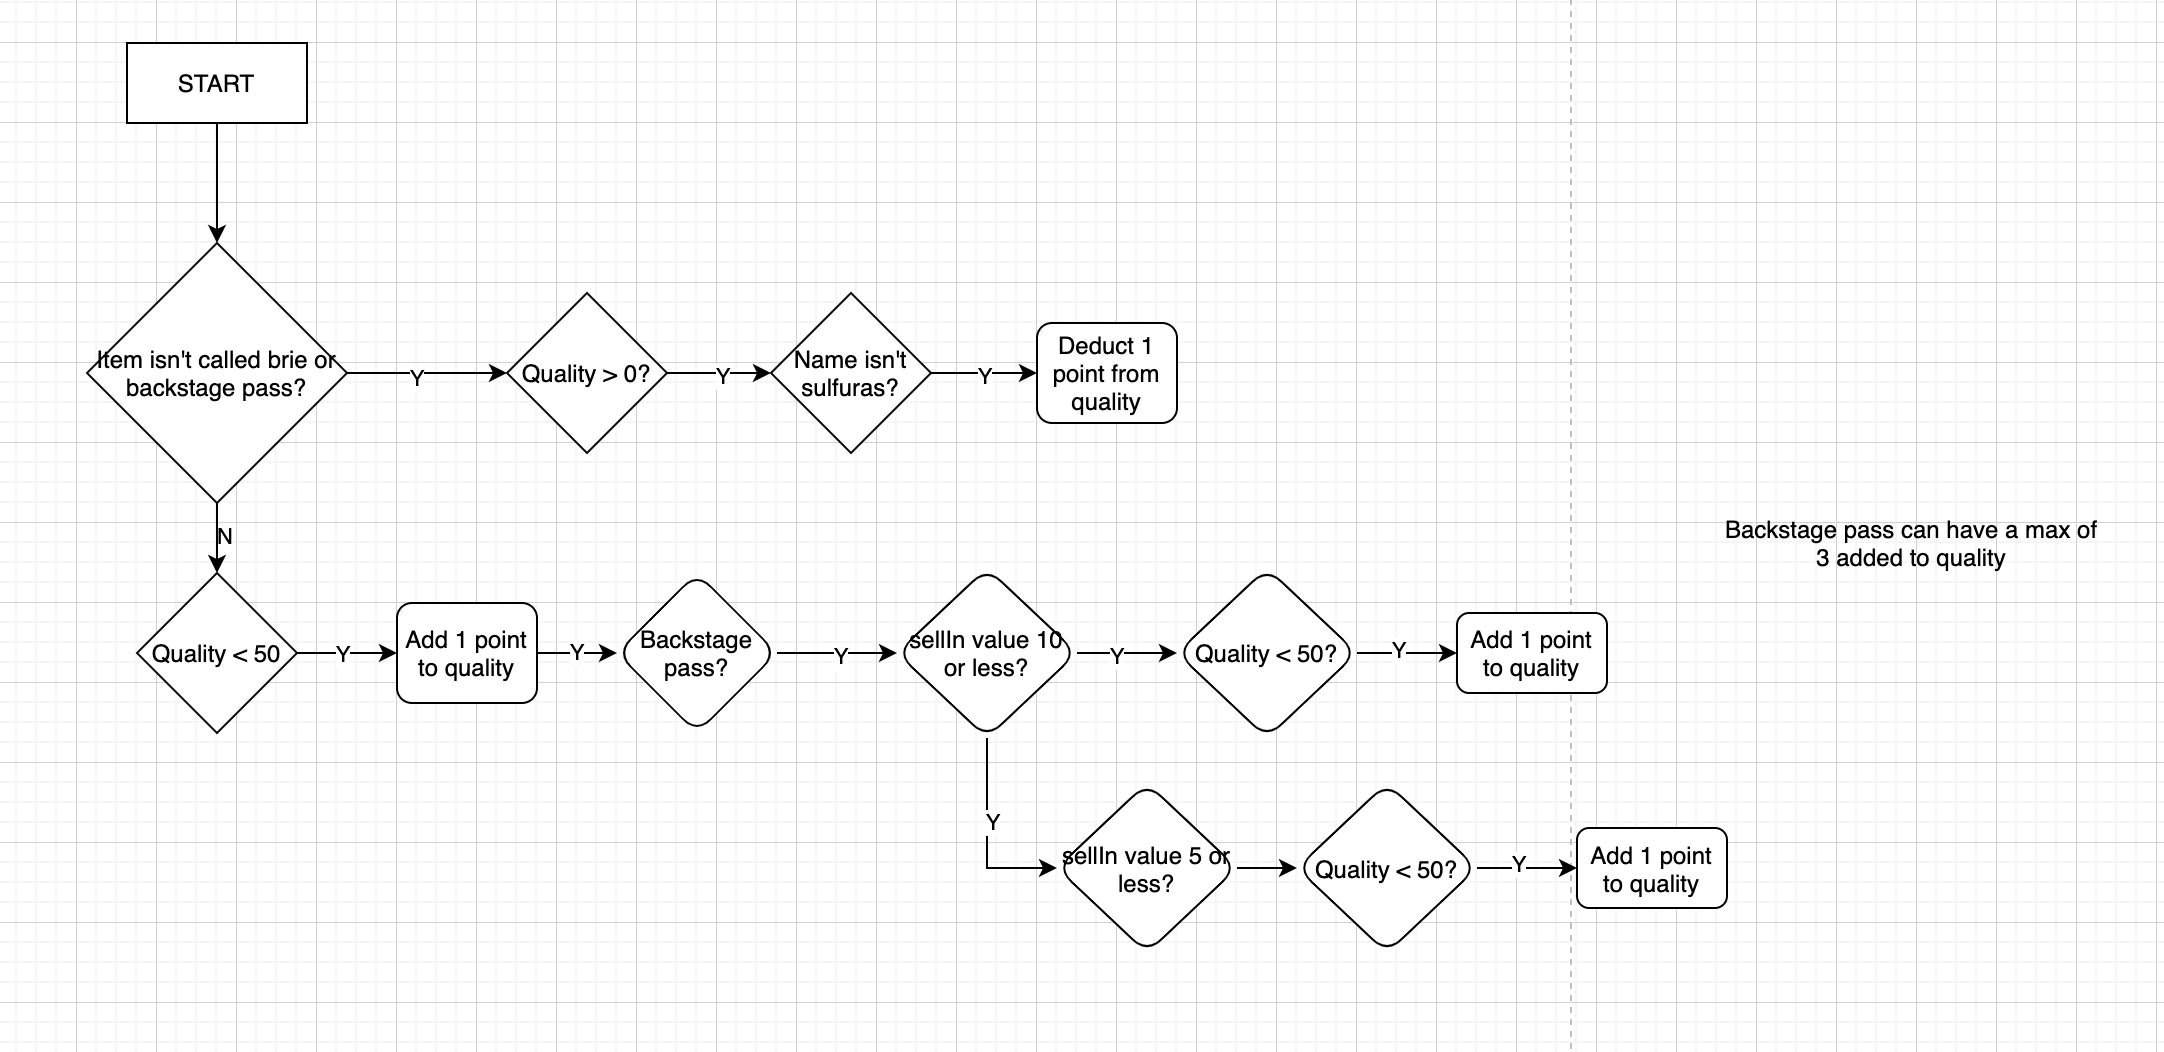 START
Item isn't called brie or
backstage pass?
Y
Quality > 0?
Y
Name isn't
sulfuras?
Y
Deduct 1
point from
quality
N
Backstage pass can have a max of
3 added to quality
Quality < 50
Y
Add 1 point
to quality
Y
Backstage
pass?
Y
sellIn value 10
or less?
Y
Quality < 50?
Y
Add 1 point
to quality
Y
sellIn value 5 or
less?
Quality < 50?
Y
Add 1 point
to quality